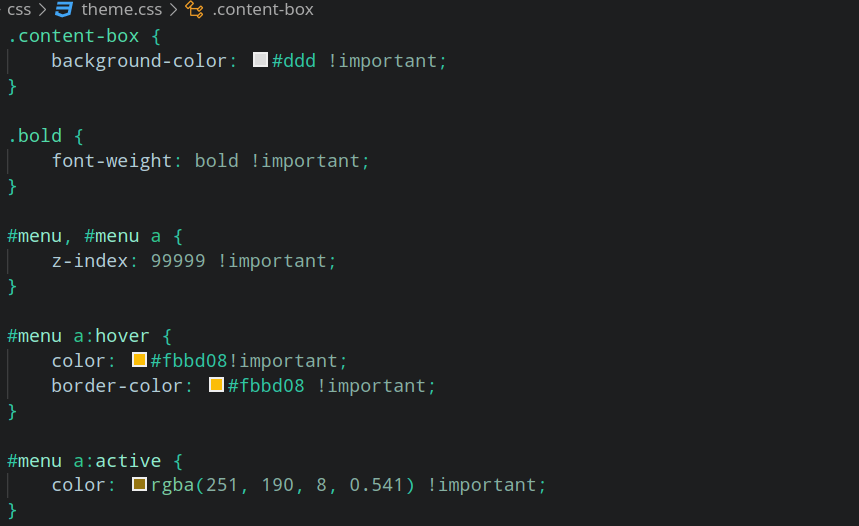 css > theme.css > .content-box
.content-box {
    background-color: #ddd !important;
}

.bold {
    font-weight: bold !important;
}

#menu, #menu a {
    z-index: 99999 !important;
}

#menu a:hover {
    color: #fbbd08!important;
    border-color: #fbbd08 !important;
}

#menu a:active {
    color: rgba(251, 190, 8, 0.541) !important;
}